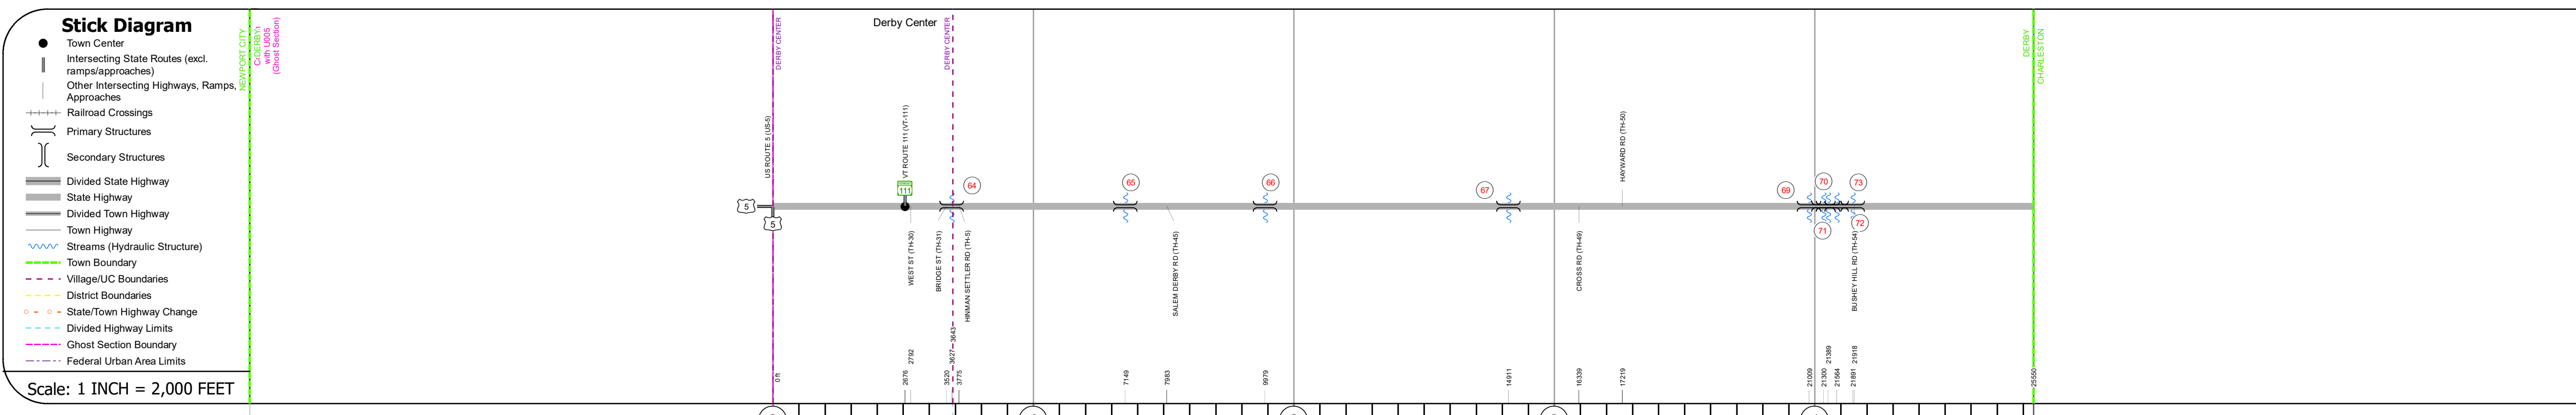 Stick Diagram
Town Center
Intersecting State Routes (excl.
ramps/approaches)
Other Intersecting Highways, Ramps,
Approaches
Railroad Crossings
Primary Structures
Secondary Structures
Divided State Highway
State Highway
Divided Town Highway
Town Highway
Streams (Hydraulic Structure)
Town Boundary
Village/UC Boundaries
District Boundaries
State/Town Highway Change
Divided Highway Limits
Ghost Section Boundary
Federal Urban Area Limits
Scale: 1 INCH = 2,000 FEET
NEWPORT CITY
DERBY
with U005
(Ghost Section)
DERBY CENTER
Derby Center
DERBY CENTER
DERBY
CHARLESTON
US ROUTE 5 (US-5)
VT ROUTE 111 (VT-111)
HAYWARD RD (TH-50)
5
5
111
64
65
66
67
69
70
71
72
73
WEST ST (TH-30)
BRIDGE ST (TH-31)
HINMAN SETTLER RD (TH-5)
SALEM DERBY RD (TH-45)
CROSS RD (TH-49)
BUSHEY HILL RD (TH-54)
0 ft
2676
2792
3520
3627
3643
3775
7149
7983
9979
14911
16339
17219
21009
21300
21389
21564
21891
21918
25550